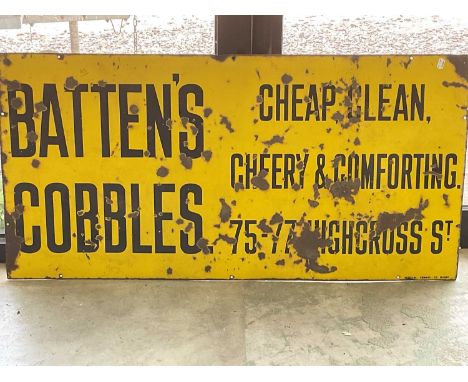 BATTEN'S
COBBLES.
CHEAP, CLEAN,
CHEERY & COMFORTING.
75-77 HIGHCROSS ST.